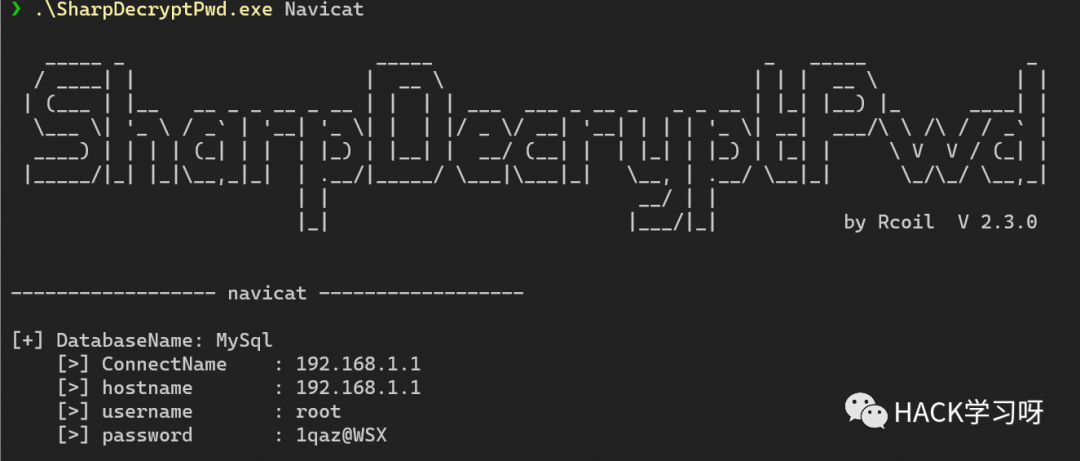 ❯ .\SharpDecryptPwd.exe Navicat
SharpDecryptPwd
by Rcoil V 2.3.0
------------------ navicat ------------------
[+] DatabaseName: MySql
[>] ConnectName : 192.168.1.1
[>] hostname : 192.168.1.1
[>] username : root
[>] password : 1qaz@WSX
HACK学习呀